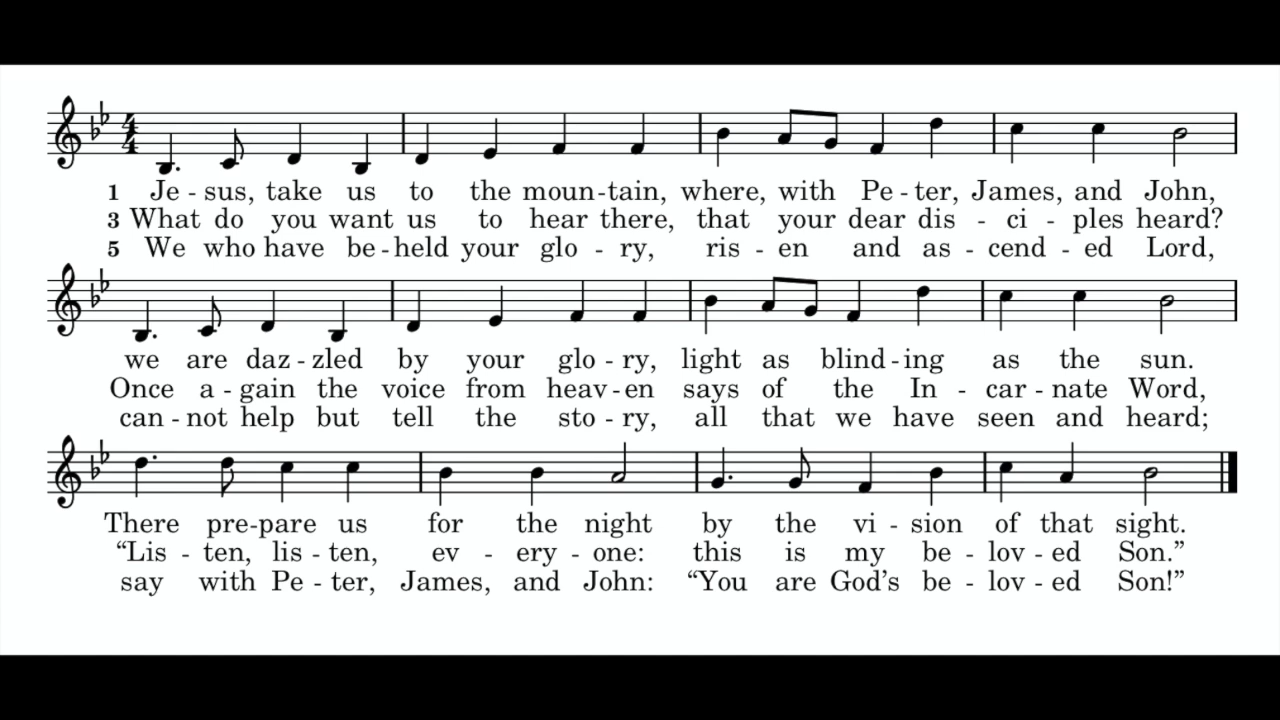 1 Je - sus, take us to the moun - tain, where, with Pe - ter, James, and John,
3 What do you want us to hear there, that your dear dis - ci - ples heard?
5 We who have be - held your glo - ry, ris - en and as - cend - ed Lord,
we are daz - zled by your glo - ry, light as blind - ing as the sun.
Once a - gain the voice from heav - en says of the In - car - nate Word,
can - not help but tell the sto - ry, all that we have seen and heard;
There pre - pare us for the night by the vi - sion of that sight.
“Lis - ten, lis - ten, ev - ery - one: this is my be - lov - ed Son.”
say with Pe - ter, James, and John: “You are God’s be - lov - ed Son!”